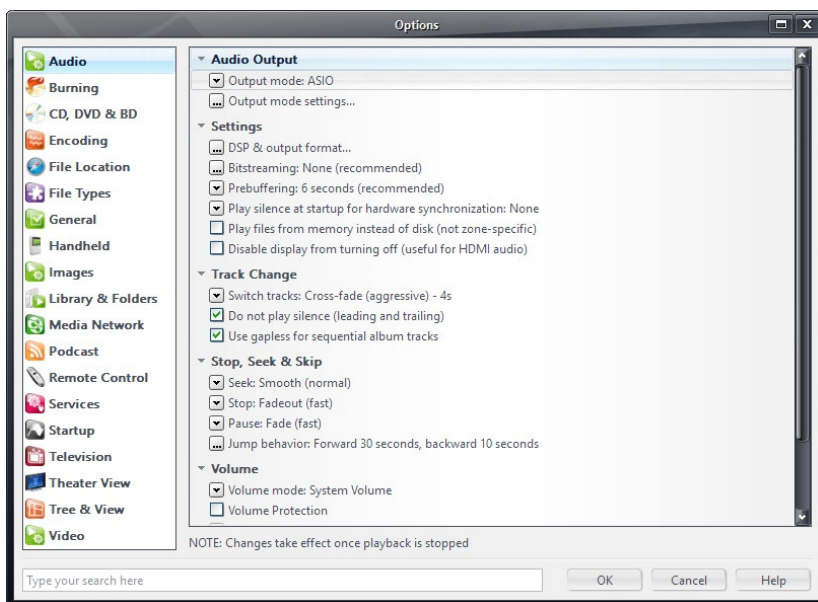 Options
Audio
Burning
CD, DVD & BD
Encoding
File Location
File Types
General
Handheld
Images
Library & Folders
Media Network
Podcast
Remote Control
Services
Startup
Television
Theater View
Tree & View
Video
Audio Output
Output mode: ASIO
Output mode settings...
Settings
DSP & output format...
Bitstreaming: None (recommended)
Prebuffering: 6 seconds (recommended)
Play silence at startup for hardware synchronization: None
Play files from memory instead of disk (not zone-specific)
Disable display from turning off (useful for HDMI audio)
Track Change
Switch tracks: Cross-fade (aggressive) - 4s
Do not play silence (leading and trailing)
Use gapless for sequential album tracks
Stop, Seek & Skip
Seek: Smooth (normal)
Stop: Fadeout (fast)
Pause: Fade (fast)
Jump behavior: Forward 30 seconds, backward 10 seconds
Volume
Volume mode: System Volume
Volume Protection
NOTE: Changes take effect once playback is stopped
Type your search here
OK
Cancel
Help